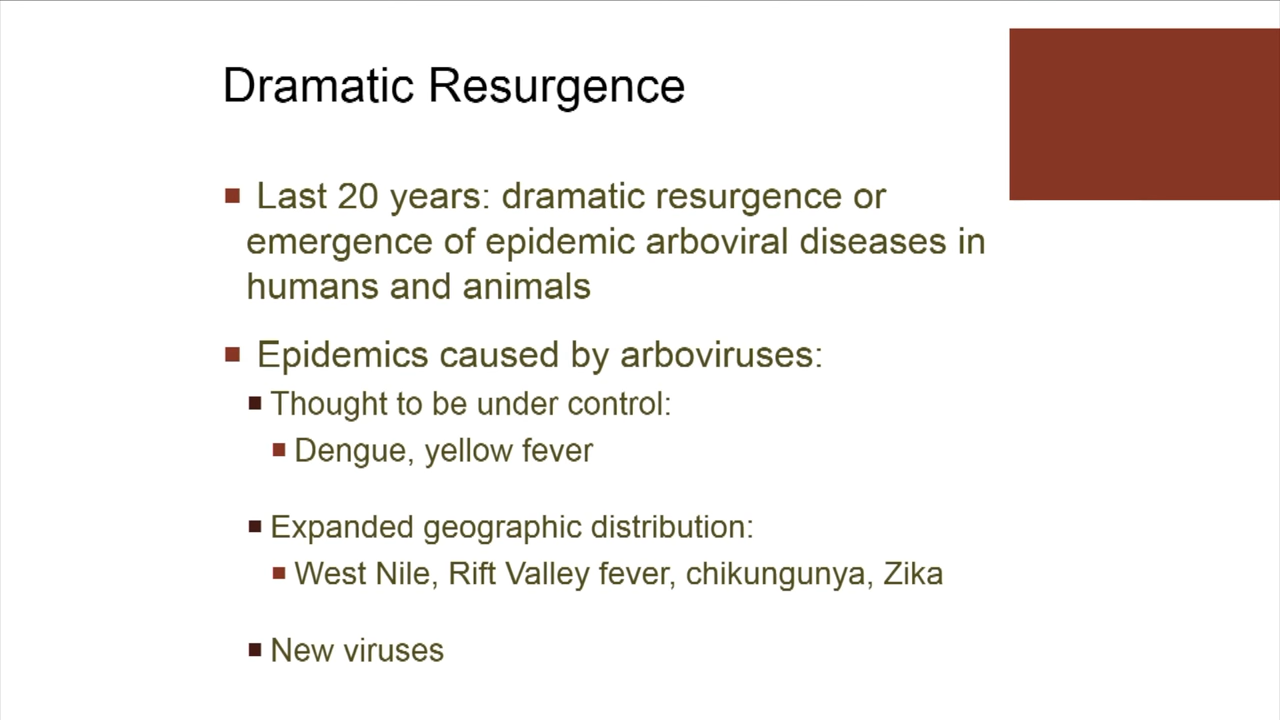 Dramatic Resurgence
■ Last 20 years: dramatic resurgence or
emergence of epidemic arboviral diseases in
humans and animals
■ Epidemics caused by arboviruses:
■ Thought to be under control:
■ Dengue, yellow fever
■ Expanded geographic distribution:
■ West Nile, Rift Valley fever, chikungunya, Zika
■ New viruses